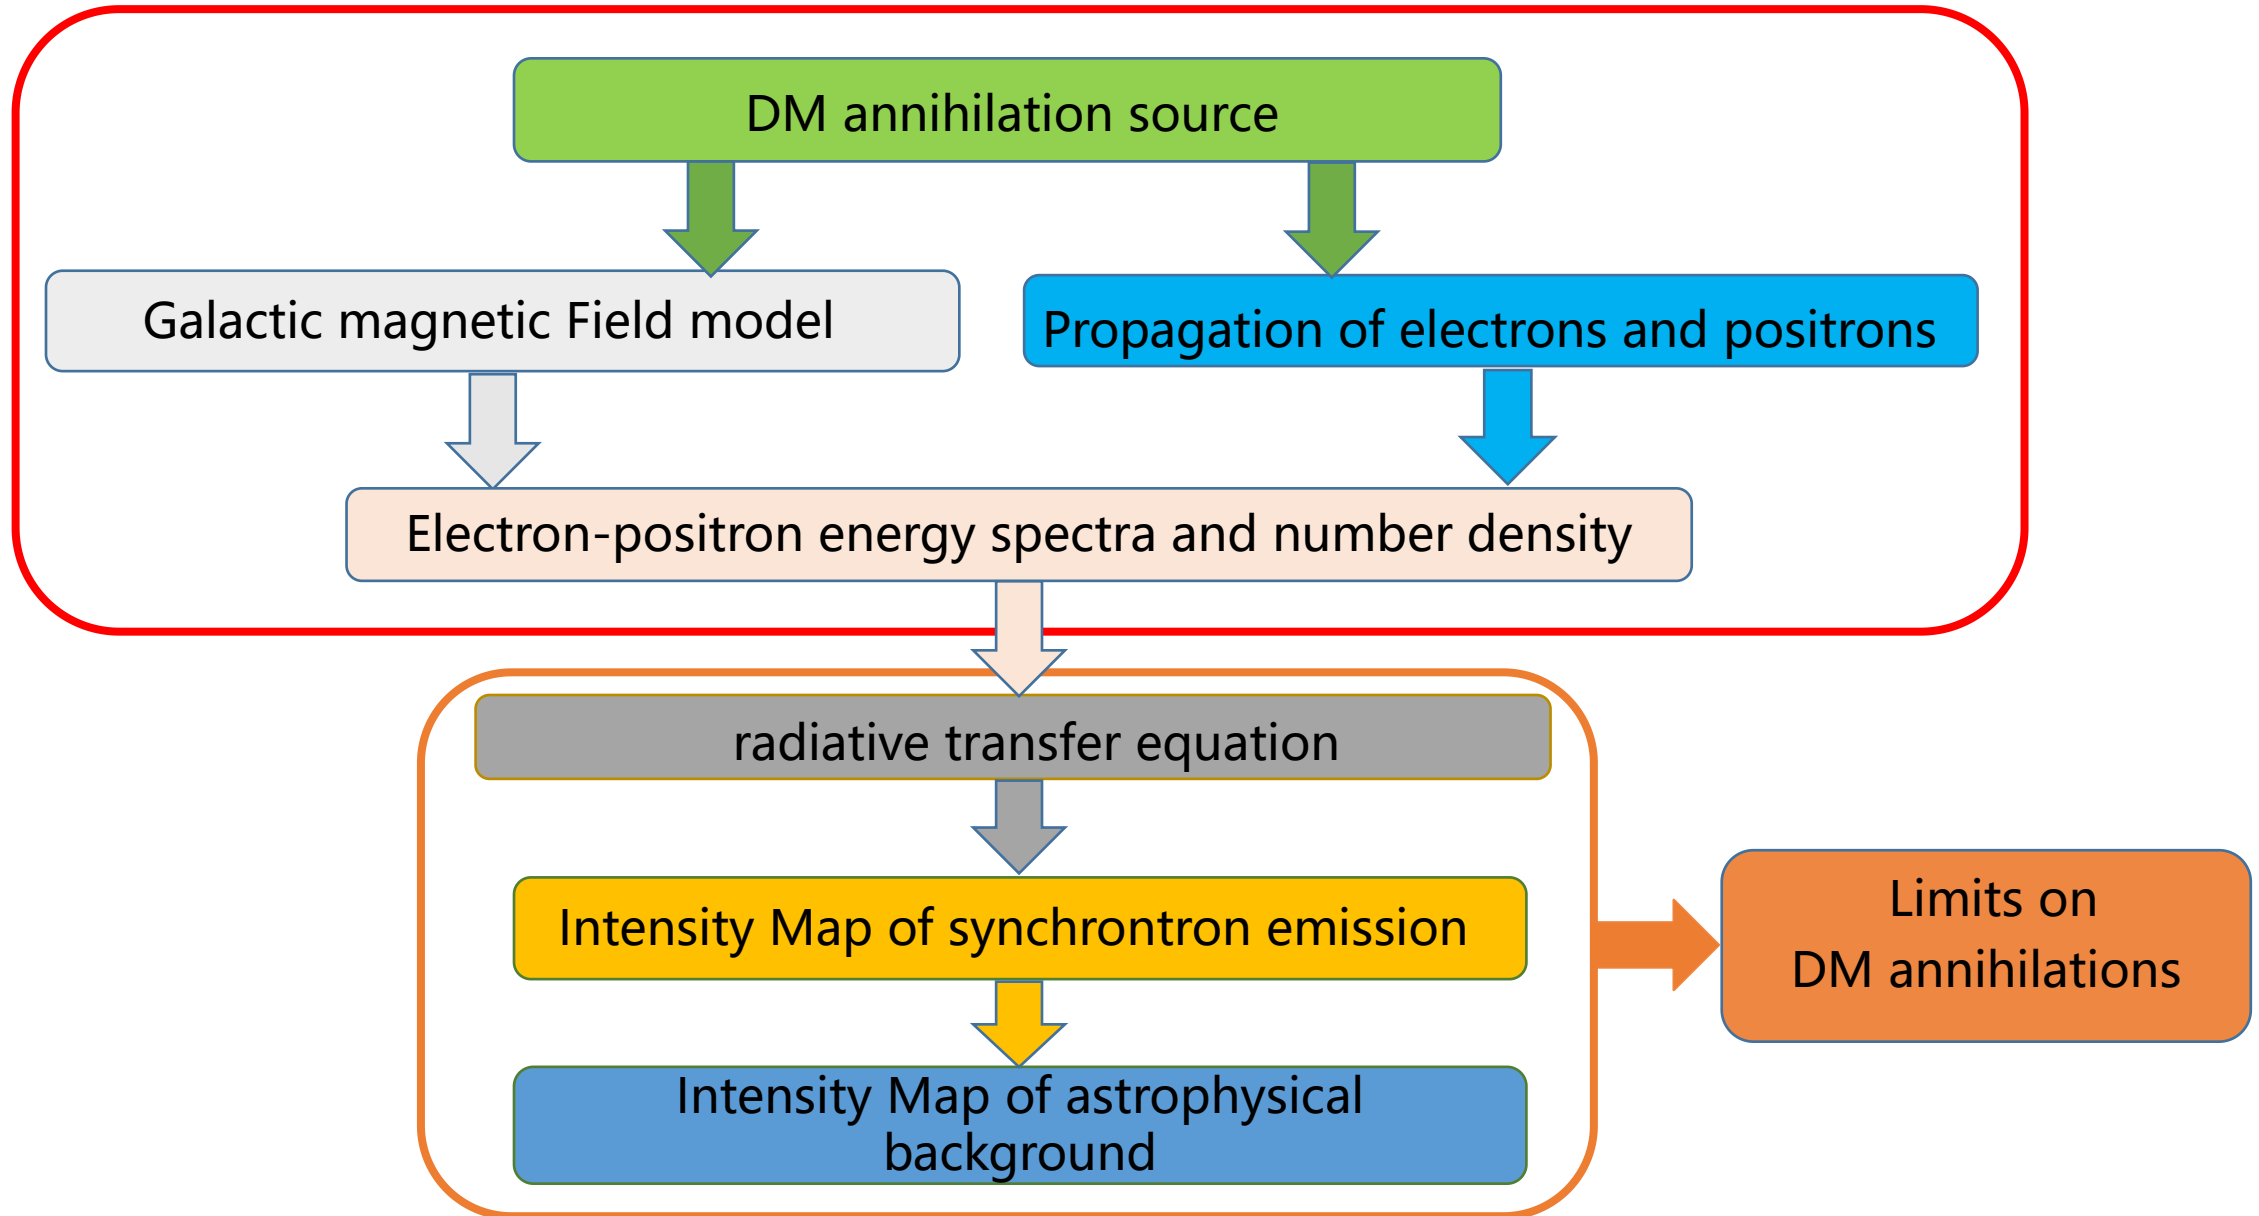 DM annihilation source
Galactic magnetic Field model
Propagation of electrons and positrons
Electron-positron energy spectra and number density
radiative transfer equation
Intensity Map of synchrontron emission
Intensity Map of astrophysical
background
Limits on
DM annihilations